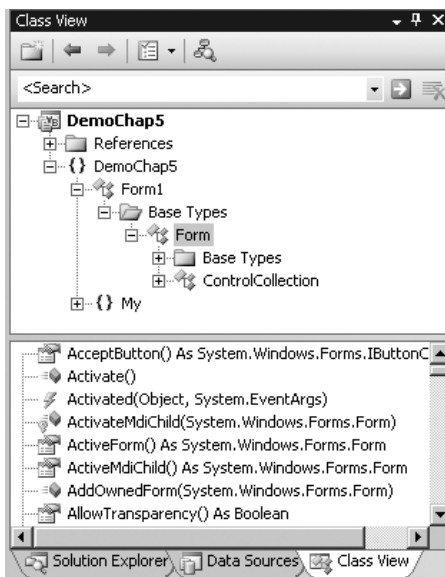 Class View
<Search>
DemoChap5
References
{} DemoChap5
Form1
Base Types
Form
Base Types
ControlCollection
{} My
AcceptButton() As System.Windows.Forms.IButtonC
Activate()
Activated(Object, System.EventArgs)
ActivateMdiChild(System.Windows.Forms.Form)
ActiveForm() As System.Windows.Forms.Form
ActiveMdiChild() As System.Windows.Forms.Form
AddOwnedForm(System.Windows.Forms.Form)
AllowTransparency() As Boolean
Solution Explorer Data Sources Class View